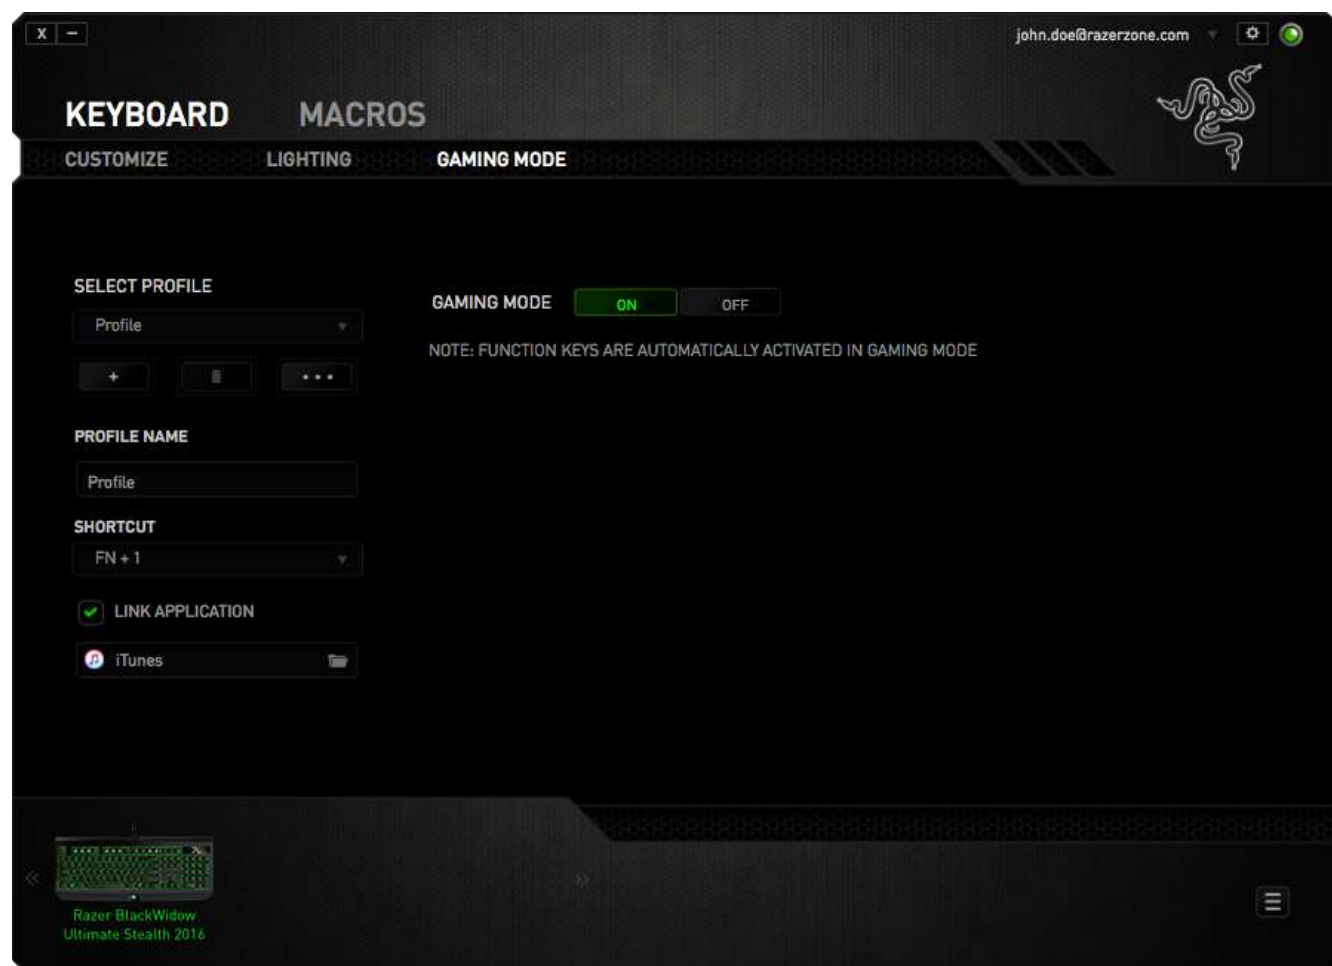 X −
john.doe@razerzone.com
KEYBOARD MACROS
CUSTOMIZE LIGHTING GAMING MODE
SELECT PROFILE
Profile
+ •••
PROFILE NAME
Profile
SHORTCUT
FN + 1
LINK APPLICATION
iTunes
GAMING MODE ON OFF
NOTE: FUNCTION KEYS ARE AUTOMATICALLY ACTIVATED IN GAMING MODE
Razer BlackWidow
Ultimate Stealth 2016